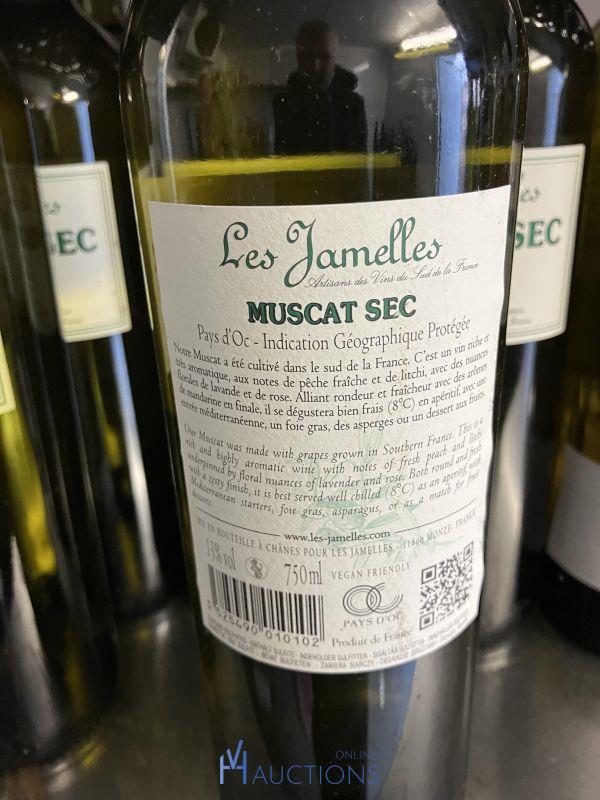 Les Jamelles
Artisans des Vins du Sud de la France
MUSCAT SEC
Pays d'Oc - Indication Géographique Protégée
Notre Muscat a été cultivé dans le sud de la France. C'est un vin riche et
très aromatique, aux notes de pêche fraîche et de litchi, avec des nuances
florales de lavande et de rose. Alliant rondeur et fraîcheur avec des arômes
de mandarine en finale, il se dégustera bien frais (8°C) en apéritif, avec une
entrée méditerranéenne, un foie gras, des asperges ou un dessert aux fruits.
Our Muscat was made with grapes grown in Southern France. This is a
rich and highly aromatic wine with notes of fresh peach and litchi
underpinned by floral nuances of lavender and rose. Both round and fresh
with a tasty finish, it is best served well chilled (8°C) as an aperitif, with
Mediterranean starters, foie gras, asparagus, or as a match for fruit
desserts.
www.les-jamelles.com
MIS EN BOUTEILLE À CHÂNES POUR LES JAMELLES - 11800 MONZE- FRANCE
13% vol
750ml
VEGAN FRIENDLY
PAYS D'OC
Produit de France
3 525490 010102
SEC
SEC
ONLINE
HV AUCTIONS